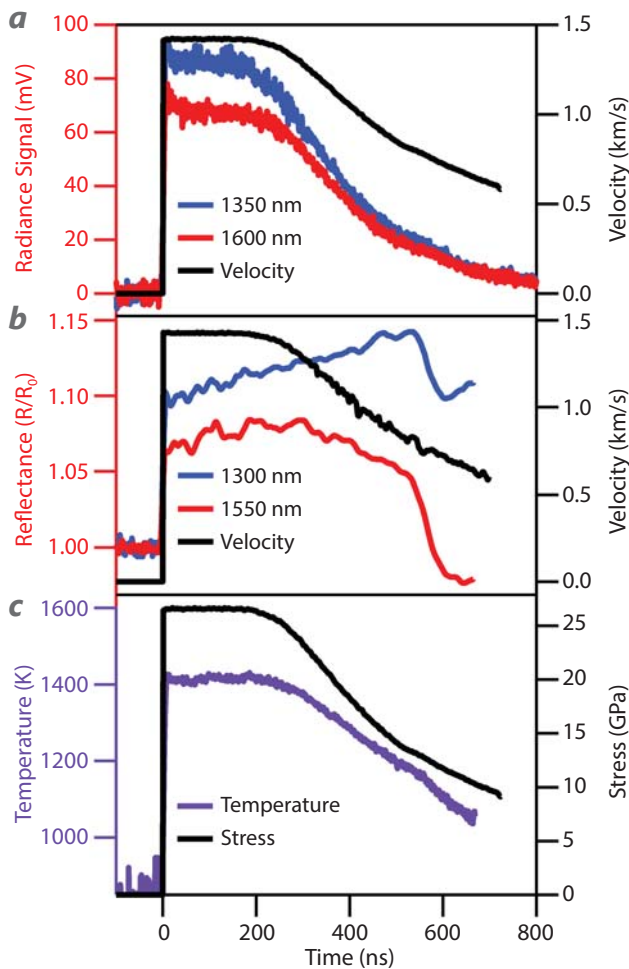 a
100
80
60
40
20
0
Radiance Signal (mV)
1350 nm
1600 nm
Velocity
1.5
1.0
0.5
0.0
Velocity (km/s)
b
1.15
1.10
1.05
1.00
Reflectance (R/R0)
1300 nm
1550 nm
Velocity
1.5
1.0
0.5
0.0
Velocity (km/s)
c
1600
1400
1200
1000
Temperature (K)
Temperature
Stress
25
20
15
10
5
0
Stress (GPa)
0 200 400 600 800
Time (ns)